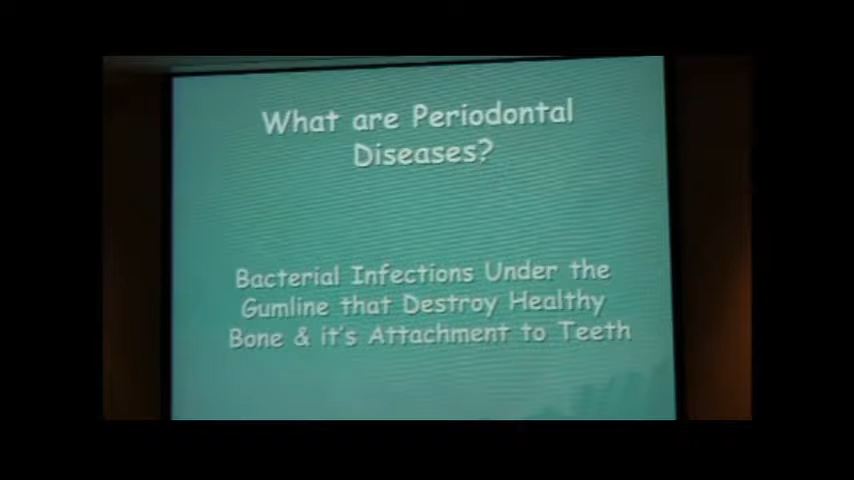 What are Periodontal
Diseases?
Bacterial Infections Under the
Gumline that Destroy Healthy
Bone & it's Attachment to Teeth